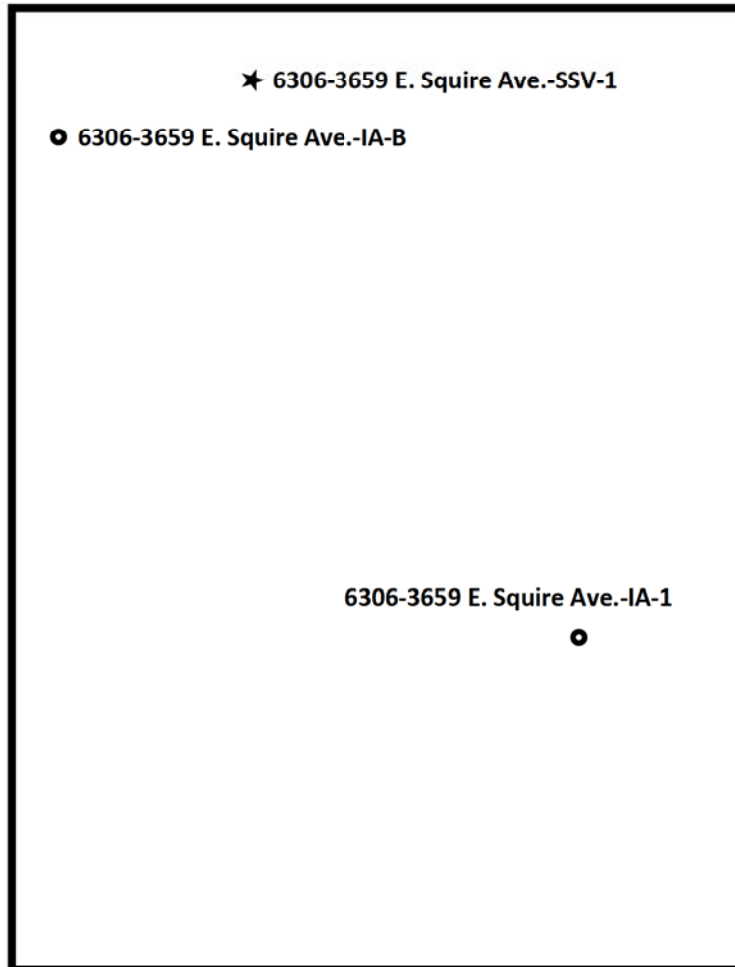 6306-3659 E. Squire Ave.-SSV-1
6306-3659 E. Squire Ave.-IA-B
6306-3659 E. Squire Ave.-IA-1